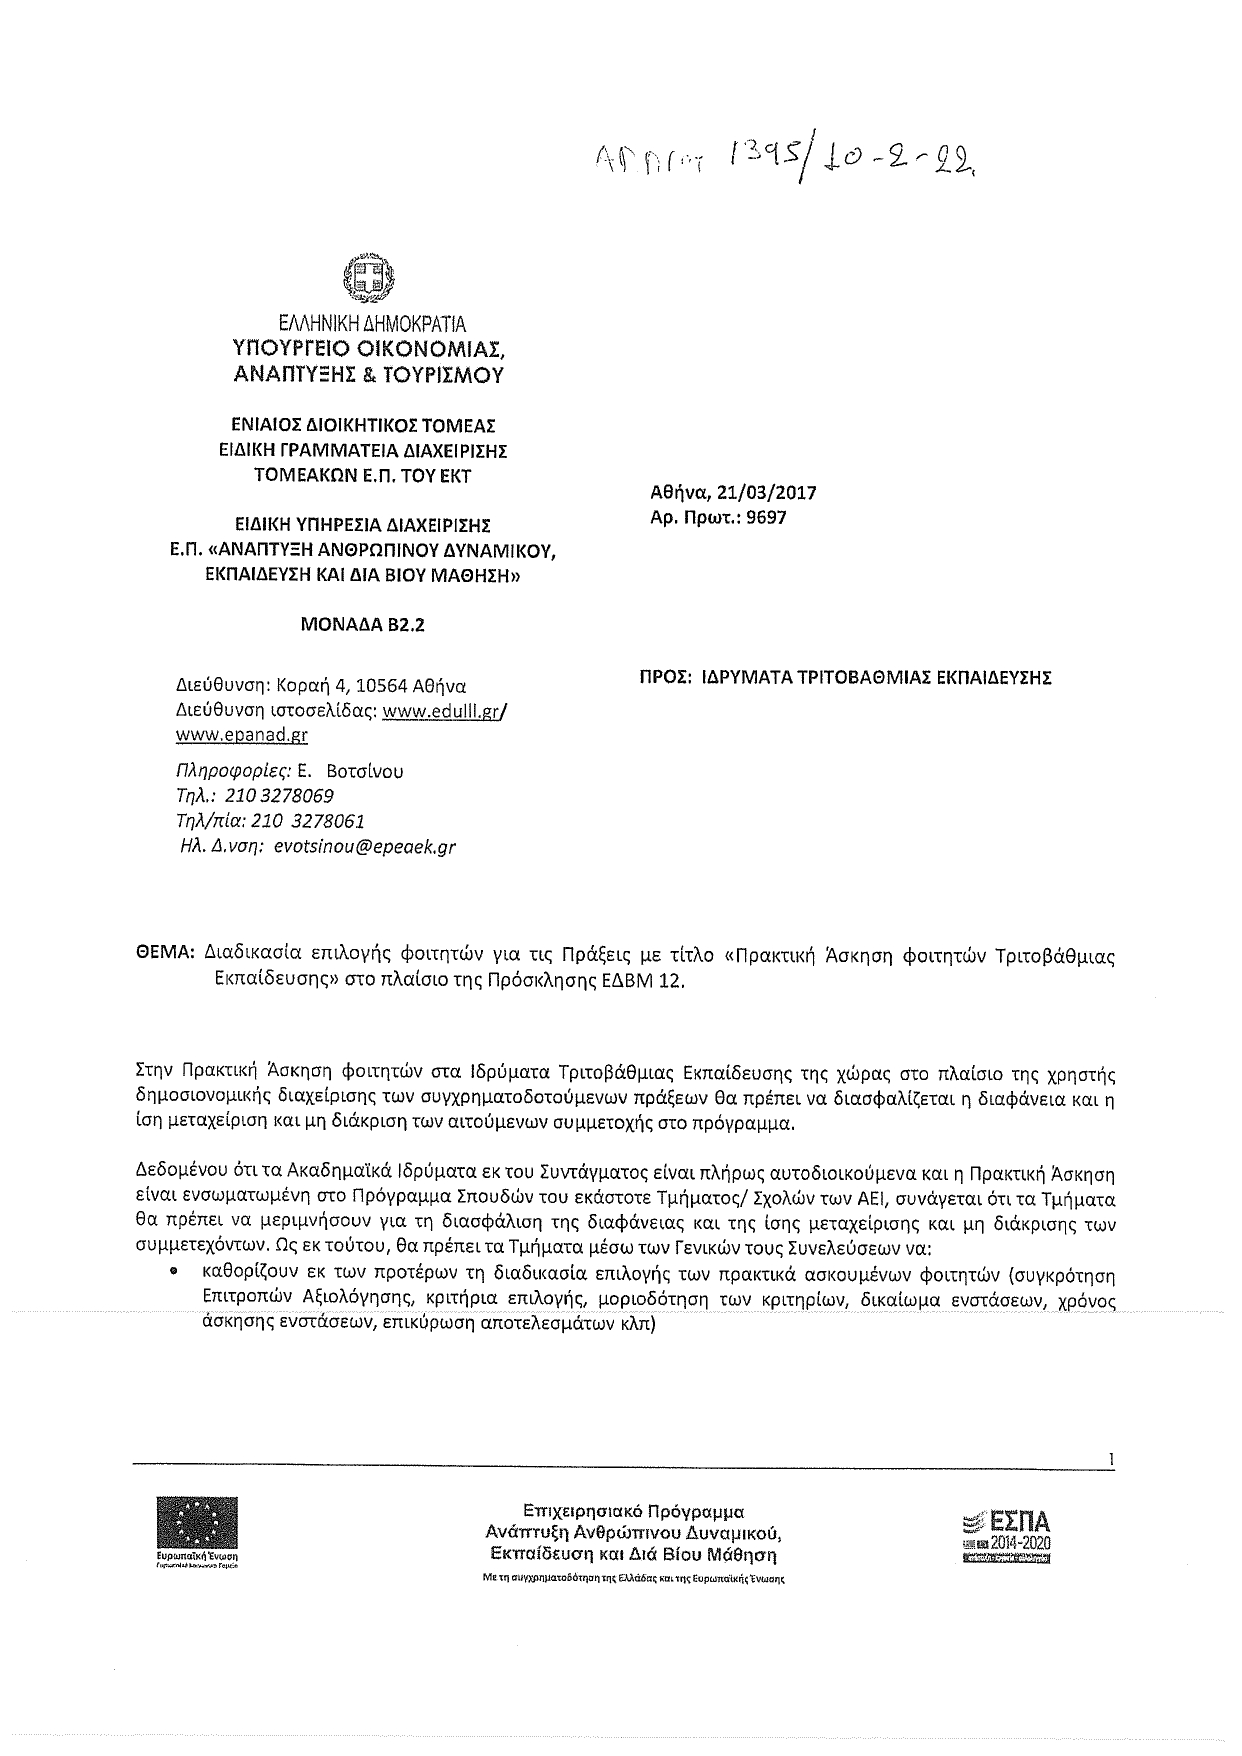 ΑΡ ΠΡΩΤ 1395/10-2-22
ΕΛΛΗΝΙΚΗ ΔΗΜΟΚΡΑΤΙΑ
ΥΠΟΥΡΓΕΙΟ ΟΙΚΟΝΟΜΙΑΣ,
ΑΝΑΠΤΥΞΗΣ & ΤΟΥΡΙΣΜΟΥ
ΕΝΙΑΙΟΣ ΔΙΟΙΚΗΤΙΚΟΣ ΤΟΜΕΑΣ
ΕΙΔΙΚΗ ΓΡΑΜΜΑΤΕΙΑ ΔΙΑΧΕΙΡΙΣΗΣ
ΤΟΜΕΑΚΩΝ Ε.Π. ΤΟΥ ΕΚΤ
Αθήνα, 21/03/2017
Αρ. Πρωτ.: 9697
ΕΙΔΙΚΗ ΥΠΗΡΕΣΙΑ ΔΙΑΧΕΙΡΙΣΗΣ
Ε.Π. «ΑΝΑΠΤΥΞΗ ΑΝΘΡΩΠΙΝΟΥ ΔΥΝΑΜΙΚΟΥ,
ΕΚΠΑΙΔΕΥΣΗ ΚΑΙ ΔΙΑ ΒΙΟΥ ΜΑΘΗΣΗ»
ΜΟΝΑΔΑ Β2.2
ΠΡΟΣ: ΙΔΡΥΜΑΤΑ ΤΡΙΤΟΒΑΘΜΙΑΣ ΕΚΠΑΙΔΕΥΣΗΣ
Διεύθυνση: Κοραή 4, 10564 Αθήνα
Διεύθυνση ιστοσελίδας: www.edulll.gr/
www.epanad.gr
Πληροφορίες: Ε. Βοτσίνου
Τηλ.: 210 3278069
Τηλ/πία: 210 3278061
Ηλ. Δ.νση: evotsinou@epeaek.gr
ΘΕΜΑ: Διαδικασία επιλογής φοιτητών για τις Πράξεις με τίτλο «Πρακτική Άσκηση φοιτητών Τριτοβάθμιας
Εκπαίδευσης» στο πλαίσιο της Πρόσκλησης ΕΔΒΜ 12.
Στην Πρακτική Άσκηση φοιτητών στα Ιδρύματα Τριτοβάθμιας Εκπαίδευσης της χώρας στο πλαίσιο της χρηστής
δημοσιονομικής διαχείρισης των συγχρηματοδοτούμενων πράξεων θα πρέπει να διασφαλίζεται η διαφάνεια και η
ίση μεταχείριση και μη διάκριση των αιτούμενων συμμετοχής στο πρόγραμμα.
Δεδομένου ότι τα Ακαδημαϊκά Ιδρύματα εκ του Συντάγματος είναι πλήρως αυτοδιοικούμενα και η Πρακτική Άσκηση
είναι ενσωματωμένη στο Πρόγραμμα Σπουδών του εκάστοτε Τμήματος/ Σχολών των ΑΕΙ, συνάγεται ότι τα Τμήματα
θα πρέπει να μεριμνήσουν για τη διασφάλιση της διαφάνειας και της ίσης μεταχείρισης και μη διάκρισης των
συμμετεχόντων. Ως εκ τούτου, θα πρέπει τα Τμήματα μέσω των Γενικών τους Συνελεύσεων να:
• καθορίζουν εκ των προτέρων τη διαδικασία επιλογής των πρακτικά ασκουμένων φοιτητών (συγκρότηση
Επιτροπών Αξιολόγησης, κριτήρια επιλογής, μοριοδότηση των κριτηρίων, δικαίωμα ενστάσεων, χρόνος
άσκησης ενστάσεων, επικύρωση αποτελεσμάτων κλπ)
1
Ευρωπαϊκή Ένωση
Επιχειρησιακό Πρόγραμμα
Ανάπτυξη Ανθρώπινου Δυναμικού,
Εκπαίδευση και Διά Βίου Μάθηση
Με τη συγχρηματοδότηση της Ελλάδας και της Ευρωπαϊκής Ένωσης
ΕΣΠΑ
2014-2020